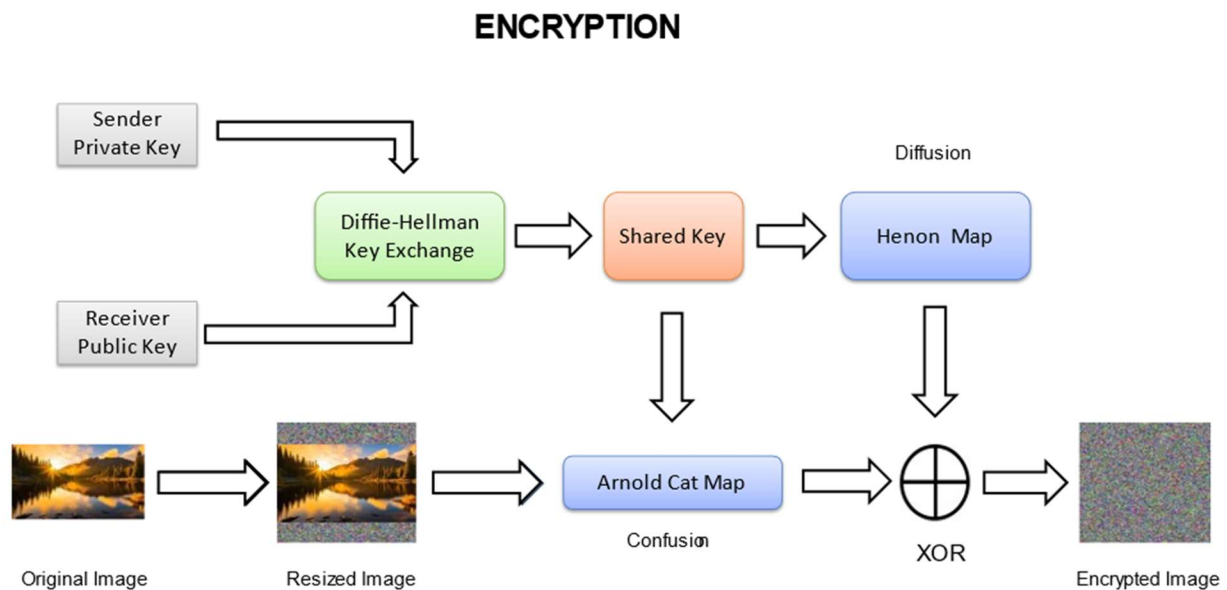 ENCRYPTION
Sender
Private Key
Diffusion
Diffie-Hellman
Key Exchange
Shared Key
Henon Map
Receiver
Public Key
Arnold Cat Map
Confusion
XOR
Original Image
Resized Image
Encrypted Image